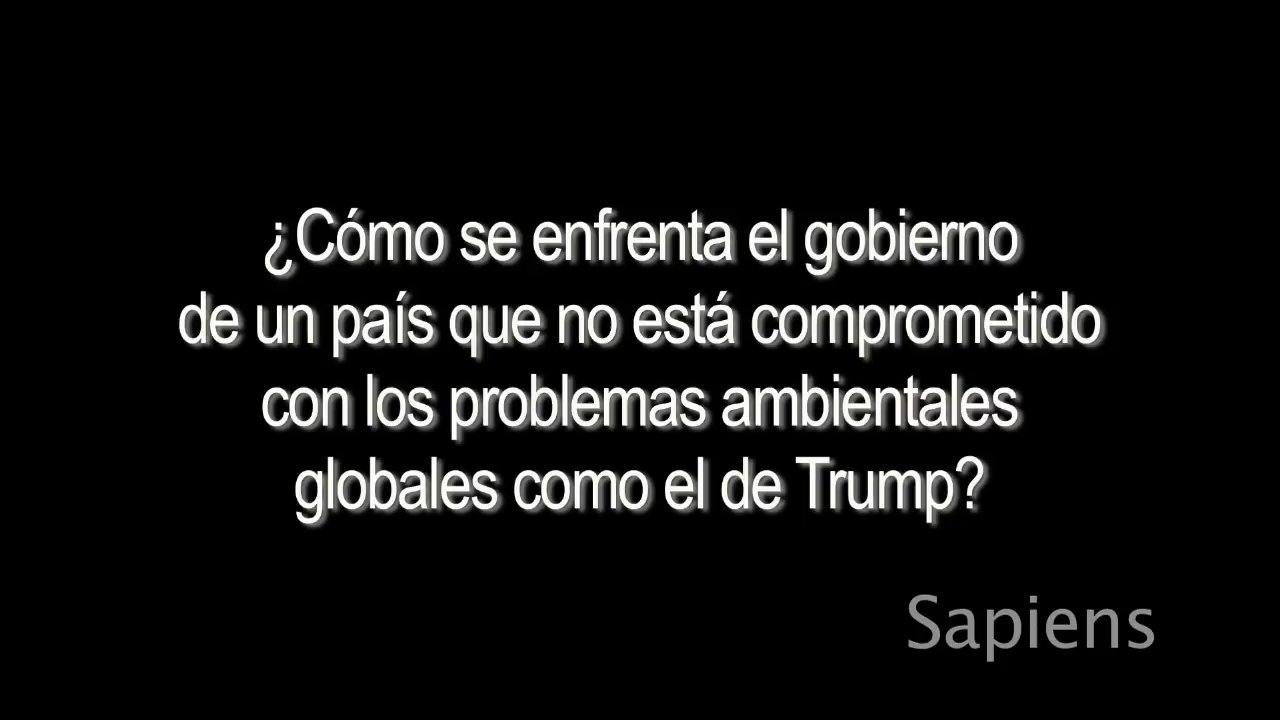 ¿Cómo se enfrenta el gobierno
de un país que no está comprometido
con los problemas ambientales
globales como el de Trump?
Sapiens